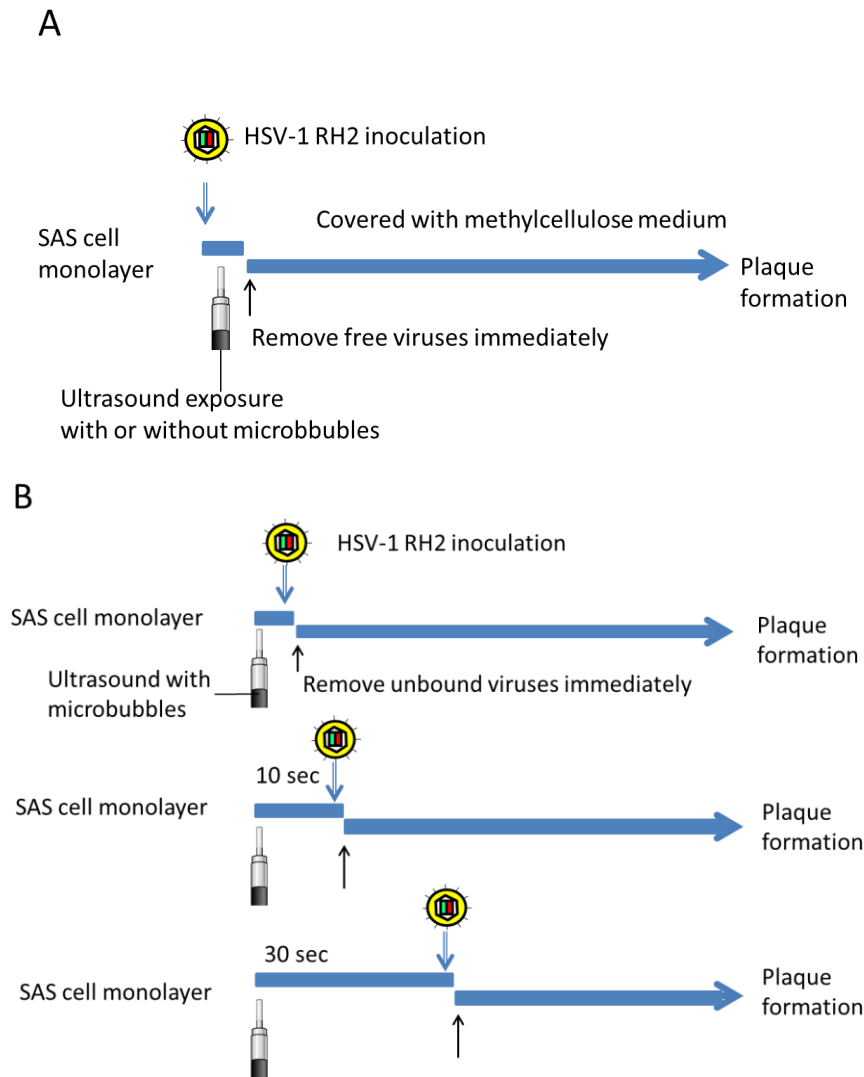 A
HSV-1 RH2 inoculation
Covered with methylcellulose medium
SAS cell
monolayer
Plaque
formation
Remove free viruses immediately
Ultrasound exposure
with or without microbbubles
B
HSV-1 RH2 inoculation
SAS cell monolayer
Plaque
formation
Ultrasound with
microbubbles
Remove unbound viruses immediately
10 sec
SAS cell monolayer
Plaque
formation
30 sec
SAS cell monolayer
Plaque
formation